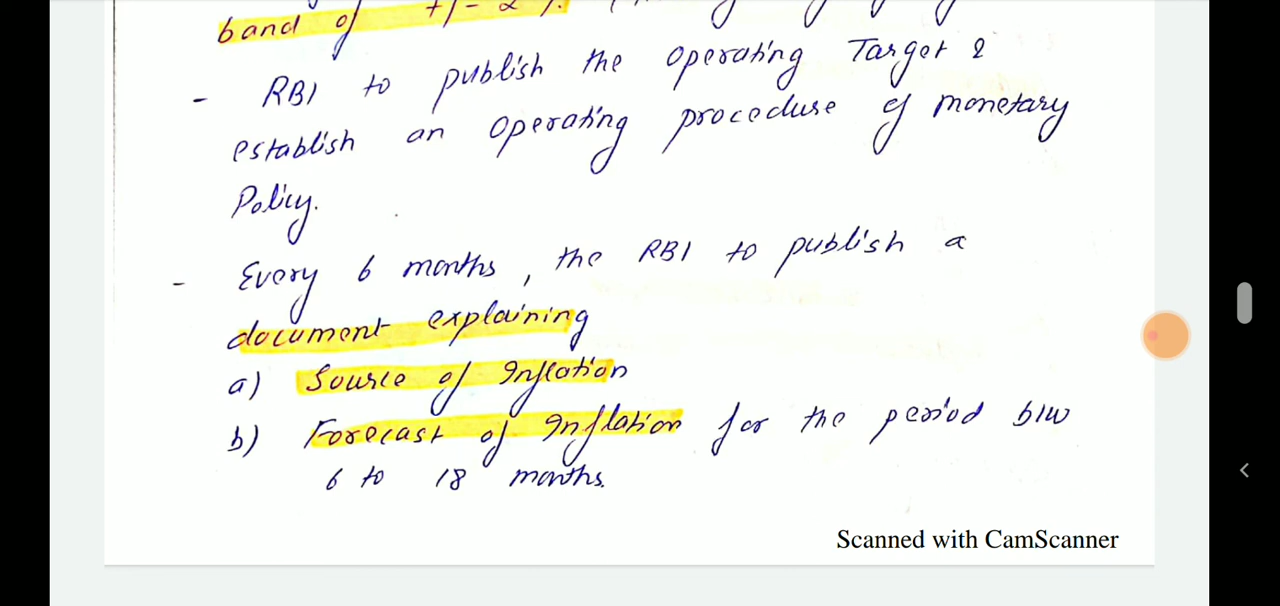 band of +/- 2%.
- RBI to publish the operating Target &
establish an operating procedure of monetary
Policy.
- Every 6 months, the RBI to publish a
document explaining
a) Source of Inflation
b) Forecast of Inflation for the period b/w
6 to 18 months.
Scanned with CamScanner